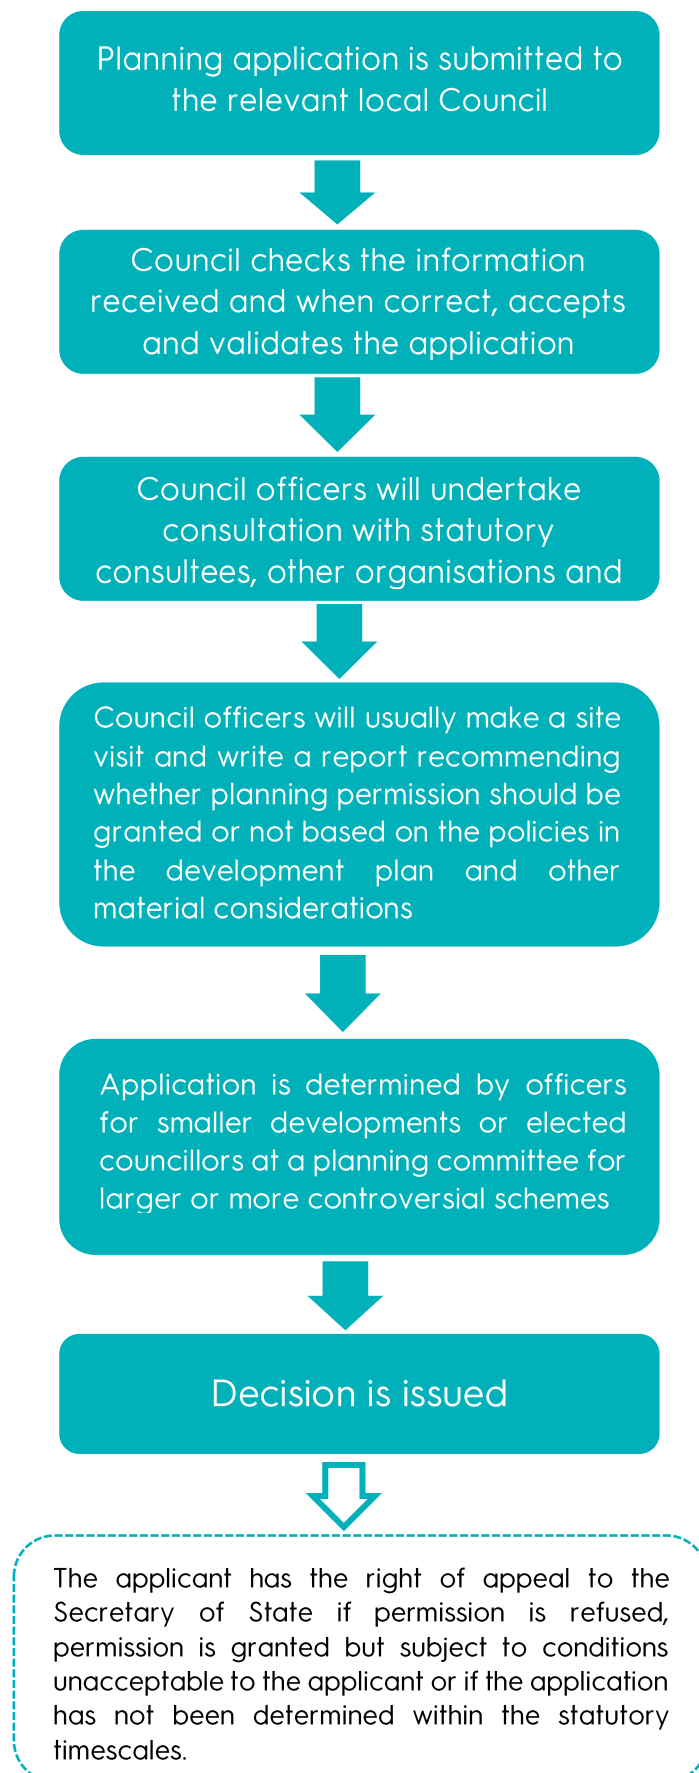 Planning application is submitted to
the relevant local Council
Council checks the information
received and when correct, accepts
and validates the application
Council officers will undertake
consultation with statutory
consultees, other organisations and
Council officers will usually make a site
visit and write a report recommending
whether planning permission should be
granted or not based on the policies in
the development plan and other
material considerations
Application is determined by officers
for smaller developments or elected
councillors at a planning committee for
larger or more controversial schemes
Decision is issued
The applicant has the right of appeal to the
Secretary of State if permission is refused,
permission is granted but subject to conditions
unacceptable to the applicant or if the application
has not been determined within the statutory
timescales.